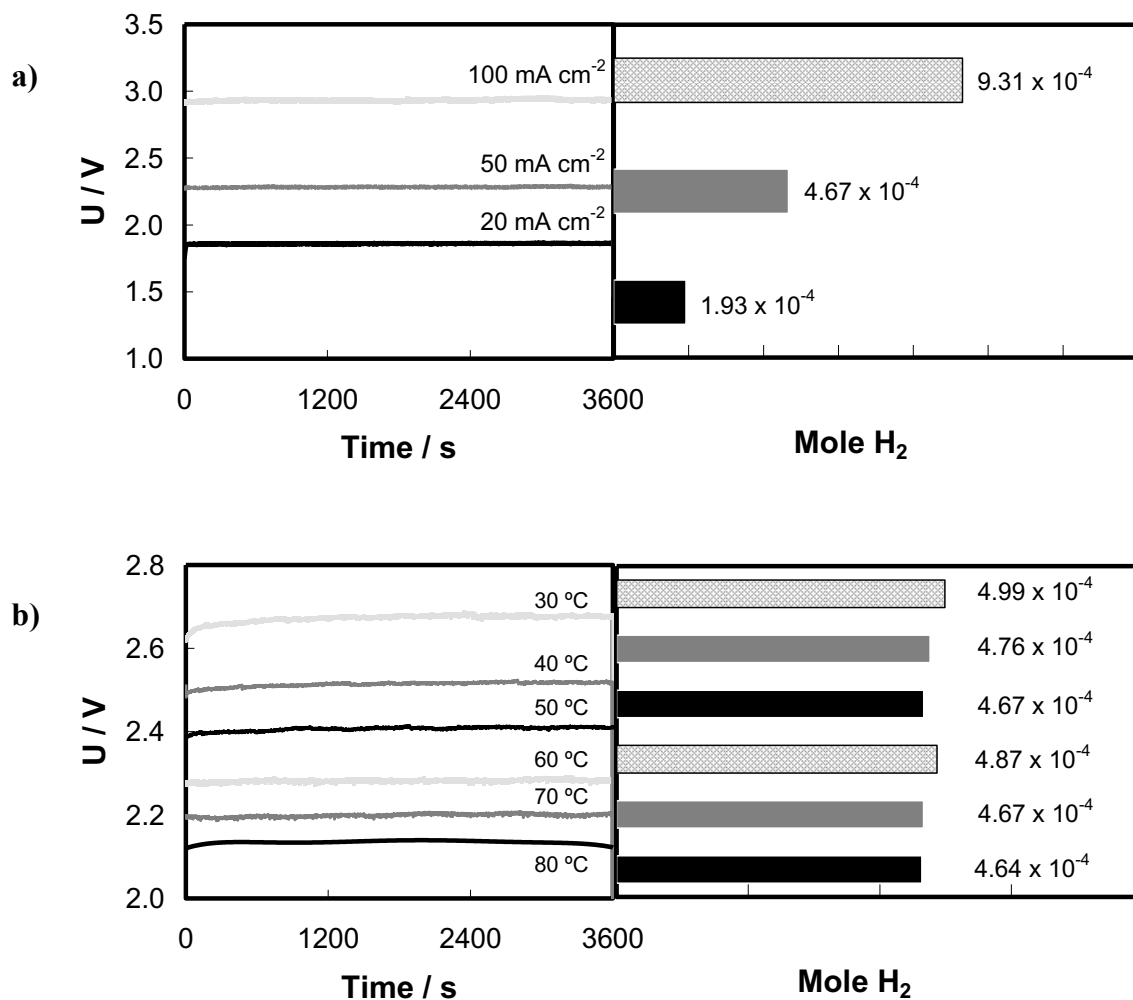 a)
U / V
3.5
3.0
2.5
2.0
1.5
1.0
100 mA cm⁻²
50 mA cm⁻²
20 mA cm⁻²
9.31 x 10⁻⁴
4.67 x 10⁻⁴
1.93 x 10⁻⁴
0 1200 2400 3600
Time / s
Mole H₂
b)
U / V
2.8
2.6
2.4
2.2
2.0
30 ºC
40 ºC
50 ºC
60 ºC
70 ºC
80 ºC
4.99 x 10⁻⁴
4.76 x 10⁻⁴
4.67 x 10⁻⁴
4.87 x 10⁻⁴
4.67 x 10⁻⁴
4.64 x 10⁻⁴
0 1200 2400 3600
Time / s
Mole H₂